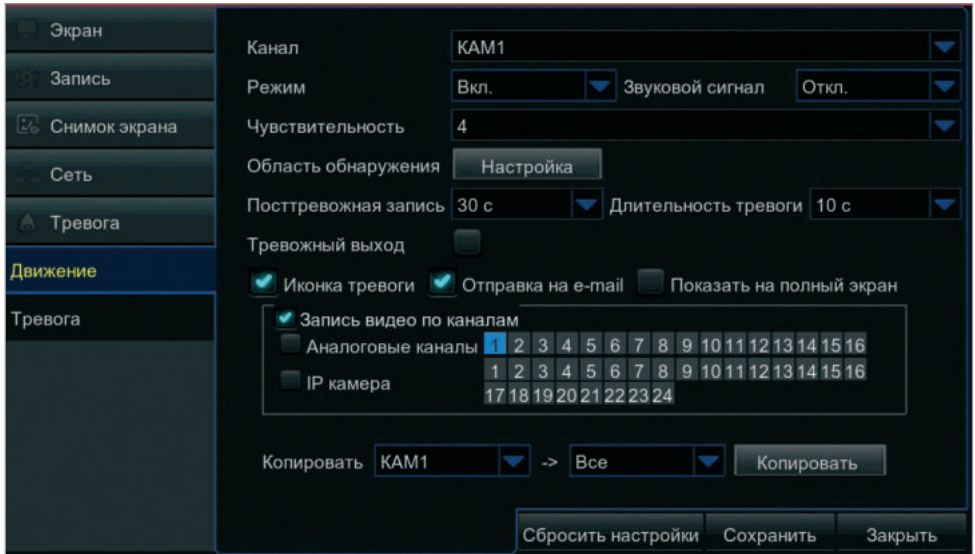 Экран
Запись
Снимок экрана
Сеть
Тревога
Движение
Тревога
Канал КАМ1
Режим Вкл. Звуковой сигнал Откл.
Чувствительность 4
Область обнаружения Настройка
Посттревожная запись 30 с Длительность тревоги 10 с
Тревожный выход
Иконка тревоги Отправка на e-mail Показать на полный экран
Запись видео по каналам
Аналоговые каналы 1 2 3 4 5 6 7 8 9 10 11 12 13 14 15 16
IP камера 1 2 3 4 5 6 7 8 9 10 11 12 13 14 15 16
17 18 19 20 21 22 23 24
Копировать КАМ1 -> Все Копировать
Сбросить настройки Сохранить Закрыть